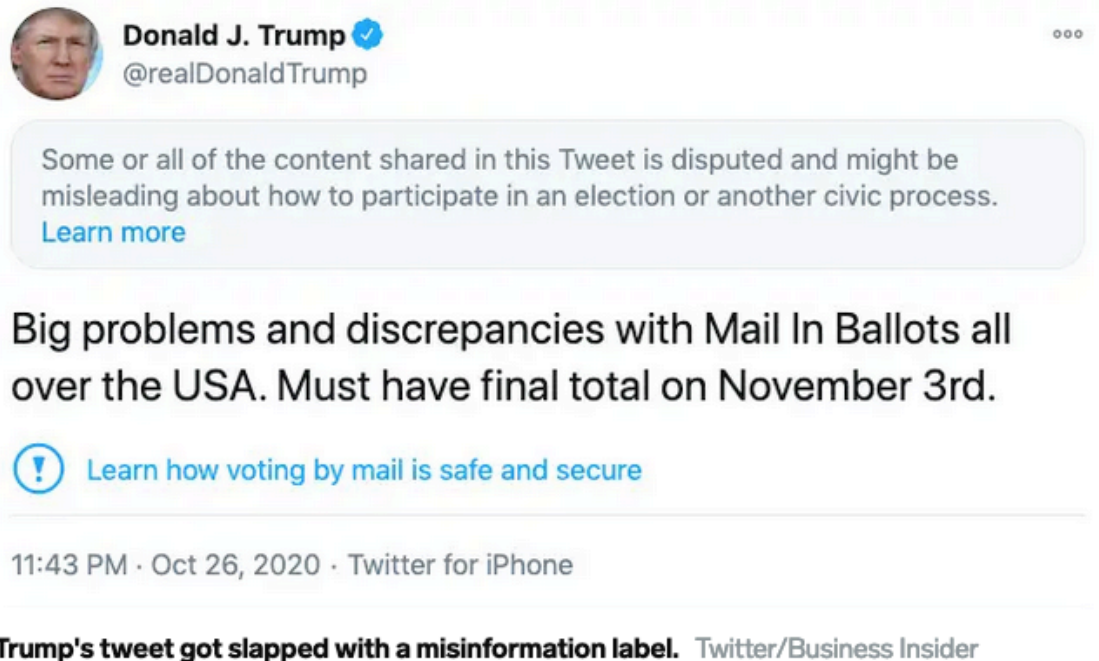 Donald J. Trump
@realDonaldTrump
Some or all of the content shared in this Tweet is disputed and might be
misleading about how to participate in an election or another civic process.
Learn more
Big problems and discrepancies with Mail In Ballots all
over the USA. Must have final total on November 3rd.
Learn how voting by mail is safe and secure
11:43 PM · Oct 26, 2020 · Twitter for iPhone
Trump's tweet got slapped with a misinformation label. Twitter/Business Insider